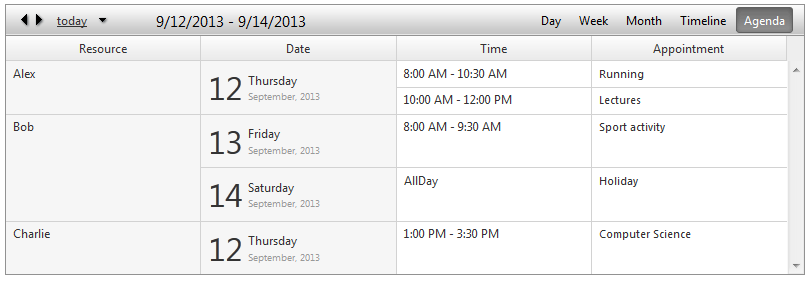 today 9/12/2013 - 9/14/2013 Day Week Month Timeline Agenda
Resource Date Time Appointment
Alex 12 Thursday September, 2013 8:00 AM - 10:30 AM Running
10:00 AM - 12:00 PM Lectures
Bob 13 Friday September, 2013 8:00 AM - 9:30 AM Sport activity
14 Saturday September, 2013 AllDay Holiday
Charlie 12 Thursday September, 2013 1:00 PM - 3:30 PM Computer Science